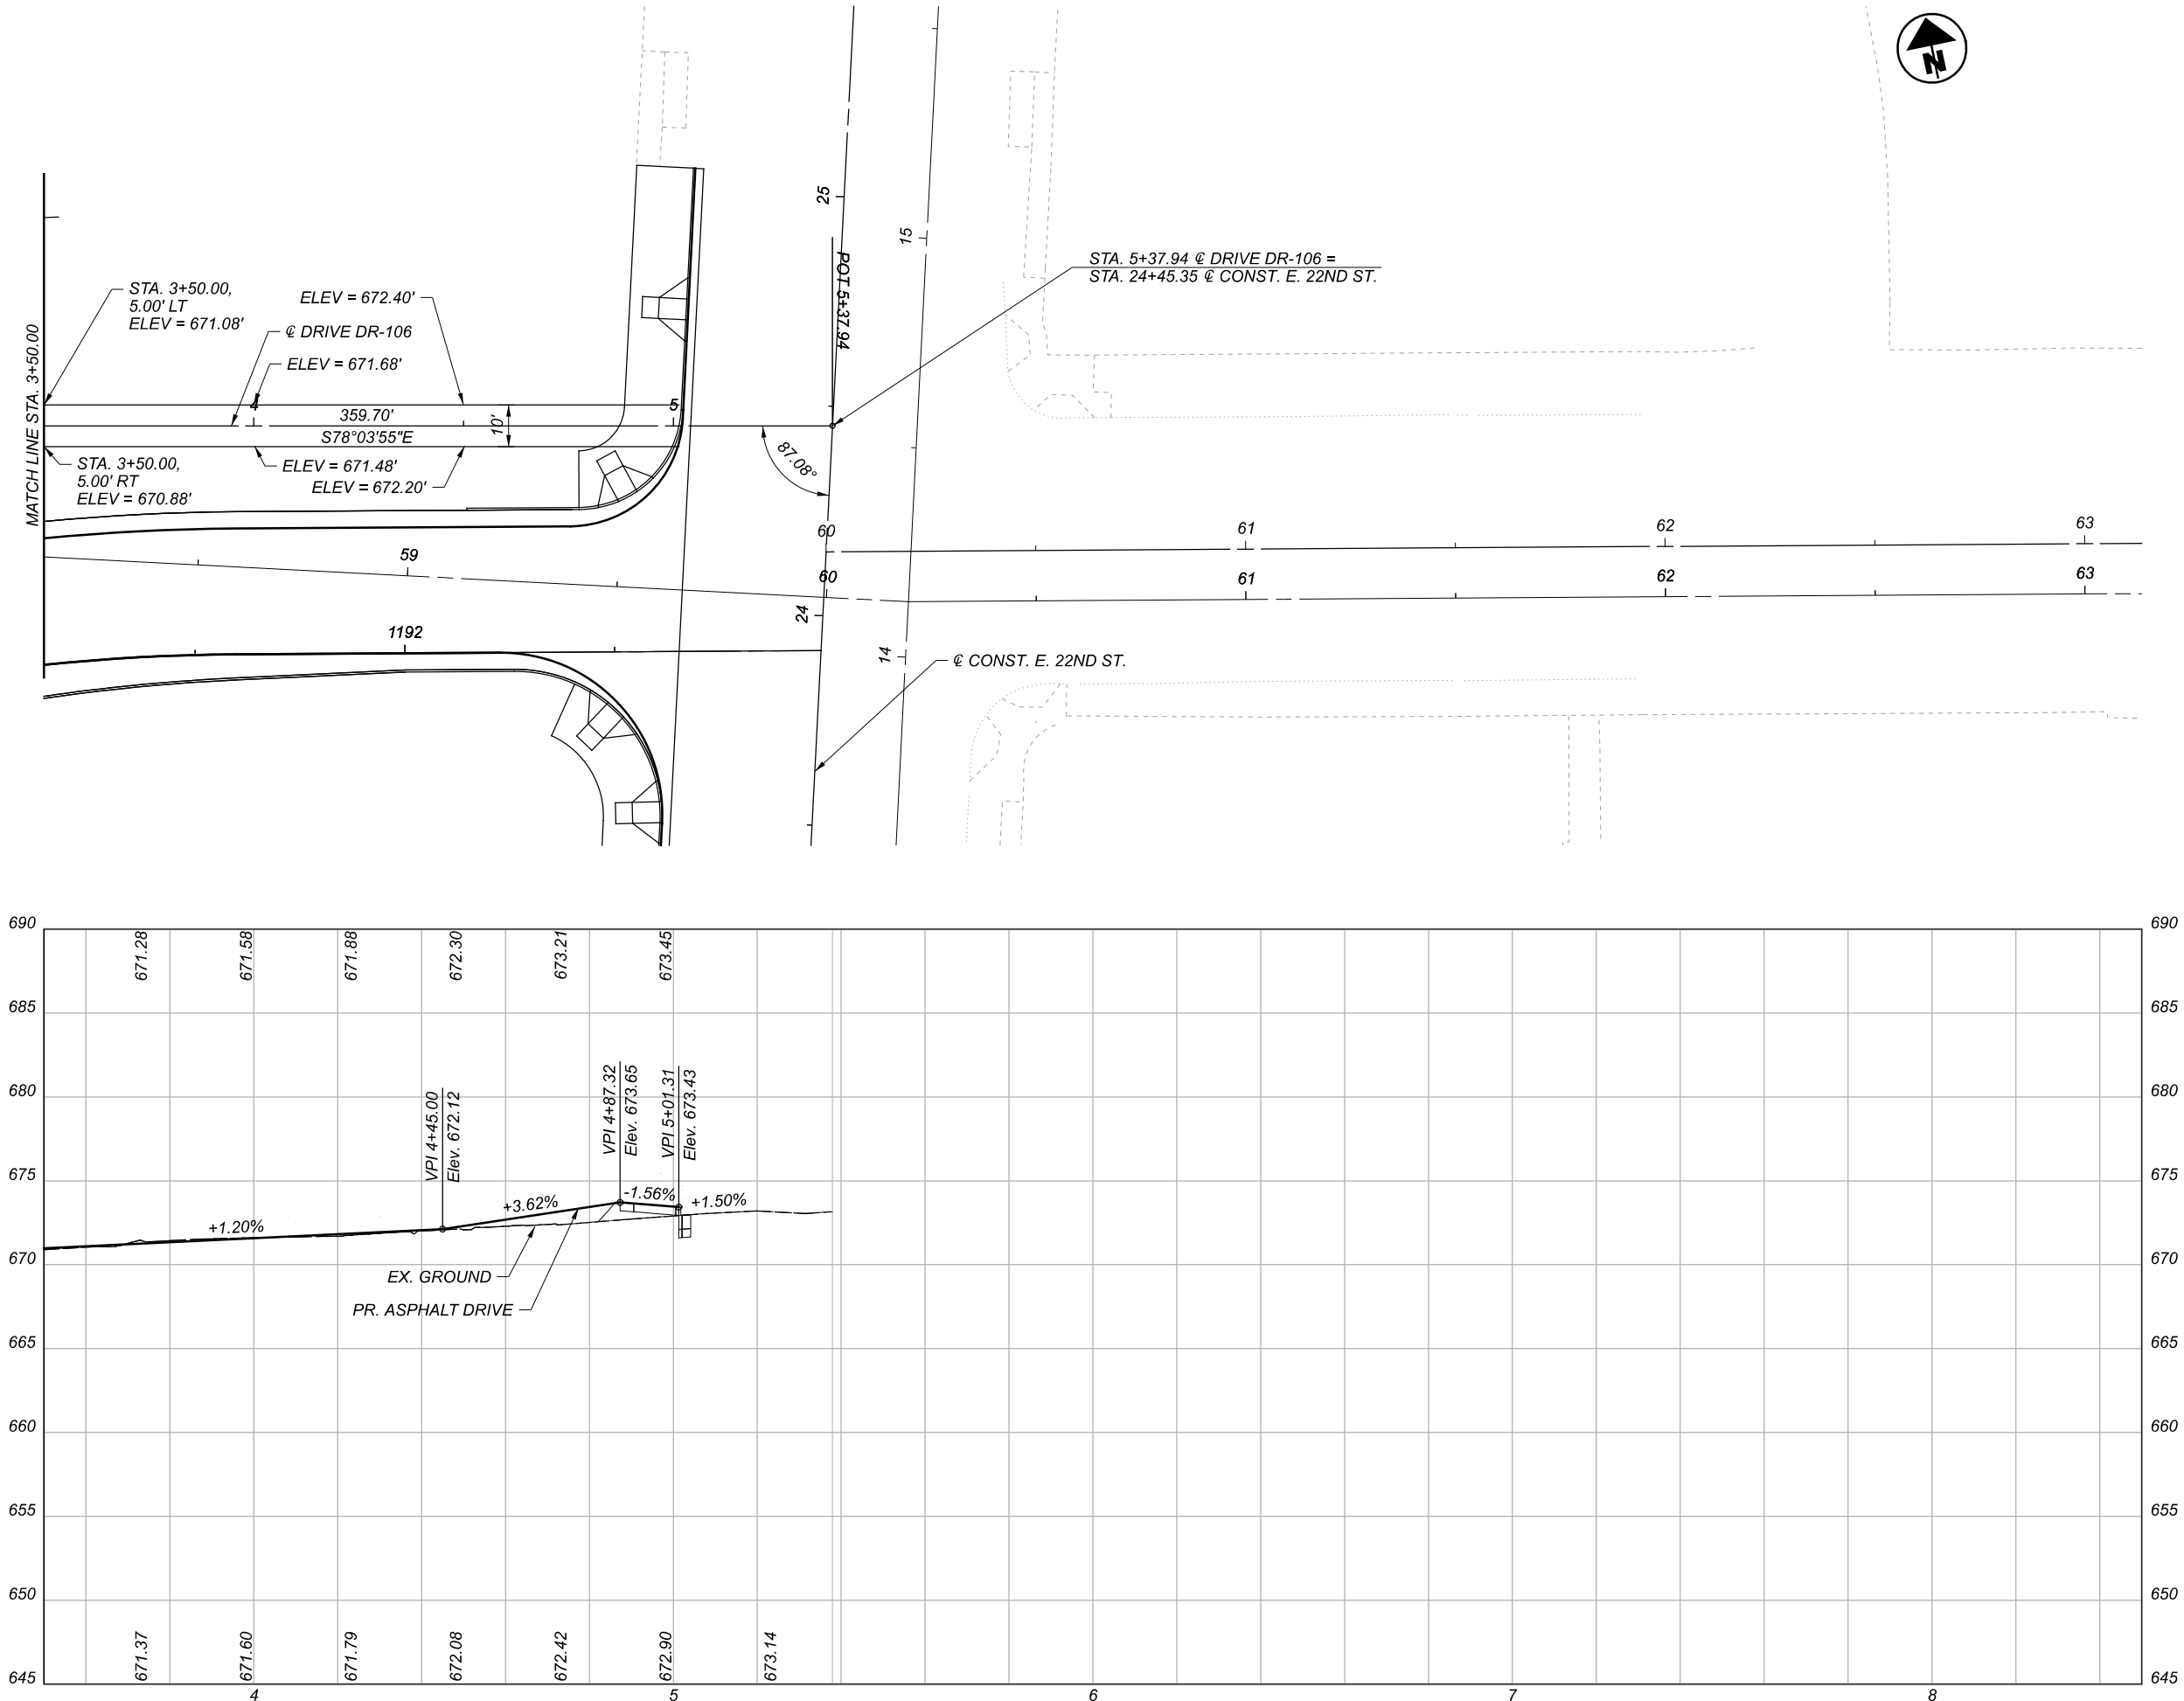 N
25
15
POT 5+37.94
STA. 5+37.94 ℄ DRIVE DR-106 =
STA. 24+45.35 ℄ CONST. E. 22ND ST.
STA. 3+50.00,
5.00' LT
ELEV = 671.08'
ELEV = 672.40'
℄ DRIVE DR-106
ELEV = 671.68'
MATCH LINE STA. 3+50.00
4
359.70'
5
10'
S78°03'55"E
STA. 3+50.00,
5.00' RT
ELEV = 670.88'
ELEV = 671.48'
ELEV = 672.20'
87.08°
60
61
62
63
59
60
61
62
63
24
1192
14
℄ CONST. E. 22ND ST.
690
690
671.28
671.58
671.88
672.30
673.21
673.45
685
685
680
680
VPI 4+45.00
Elev. 672.12
VPI 4+87.32
Elev. 673.65
VPI 5+01.31
Elev. 673.43
675
675
+1.20%
+3.62%
-1.56%
+1.50%
670
670
EX. GROUND
PR. ASPHALT DRIVE
665
665
660
660
655
655
650
650
671.37
671.60
671.79
672.08
672.42
672.90
673.14
645
645
4
5
6
7
8